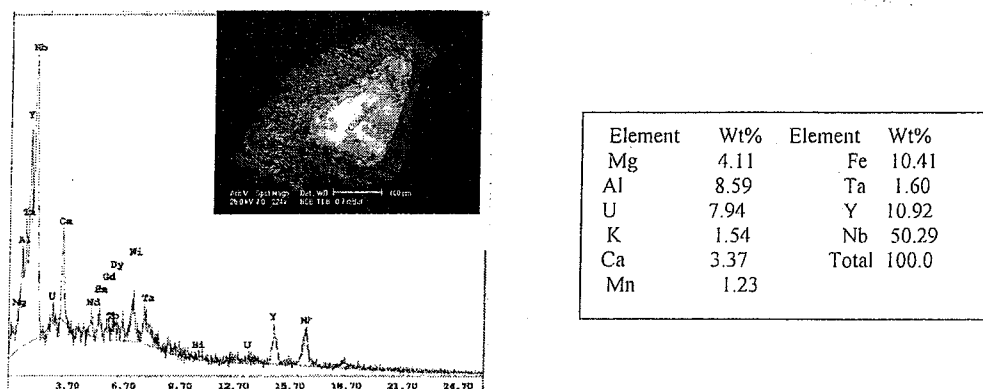 Nb
Y
Ta
Ca
Al
Mg
U
Nd
Sm
Gd
Dy
Ni
Ta
U
Y
3.70 6.70 9.70 12.70 15.70 18.70 21.70 24.70
Element Wt% Element Wt%
Mg 4.11 Fe 10.41
Al 8.59 Ta 1.60
U 7.94 Y 10.92
K 1.54 Nb 50.29
Ca 3.37 Total 100.0
Mn 1.23